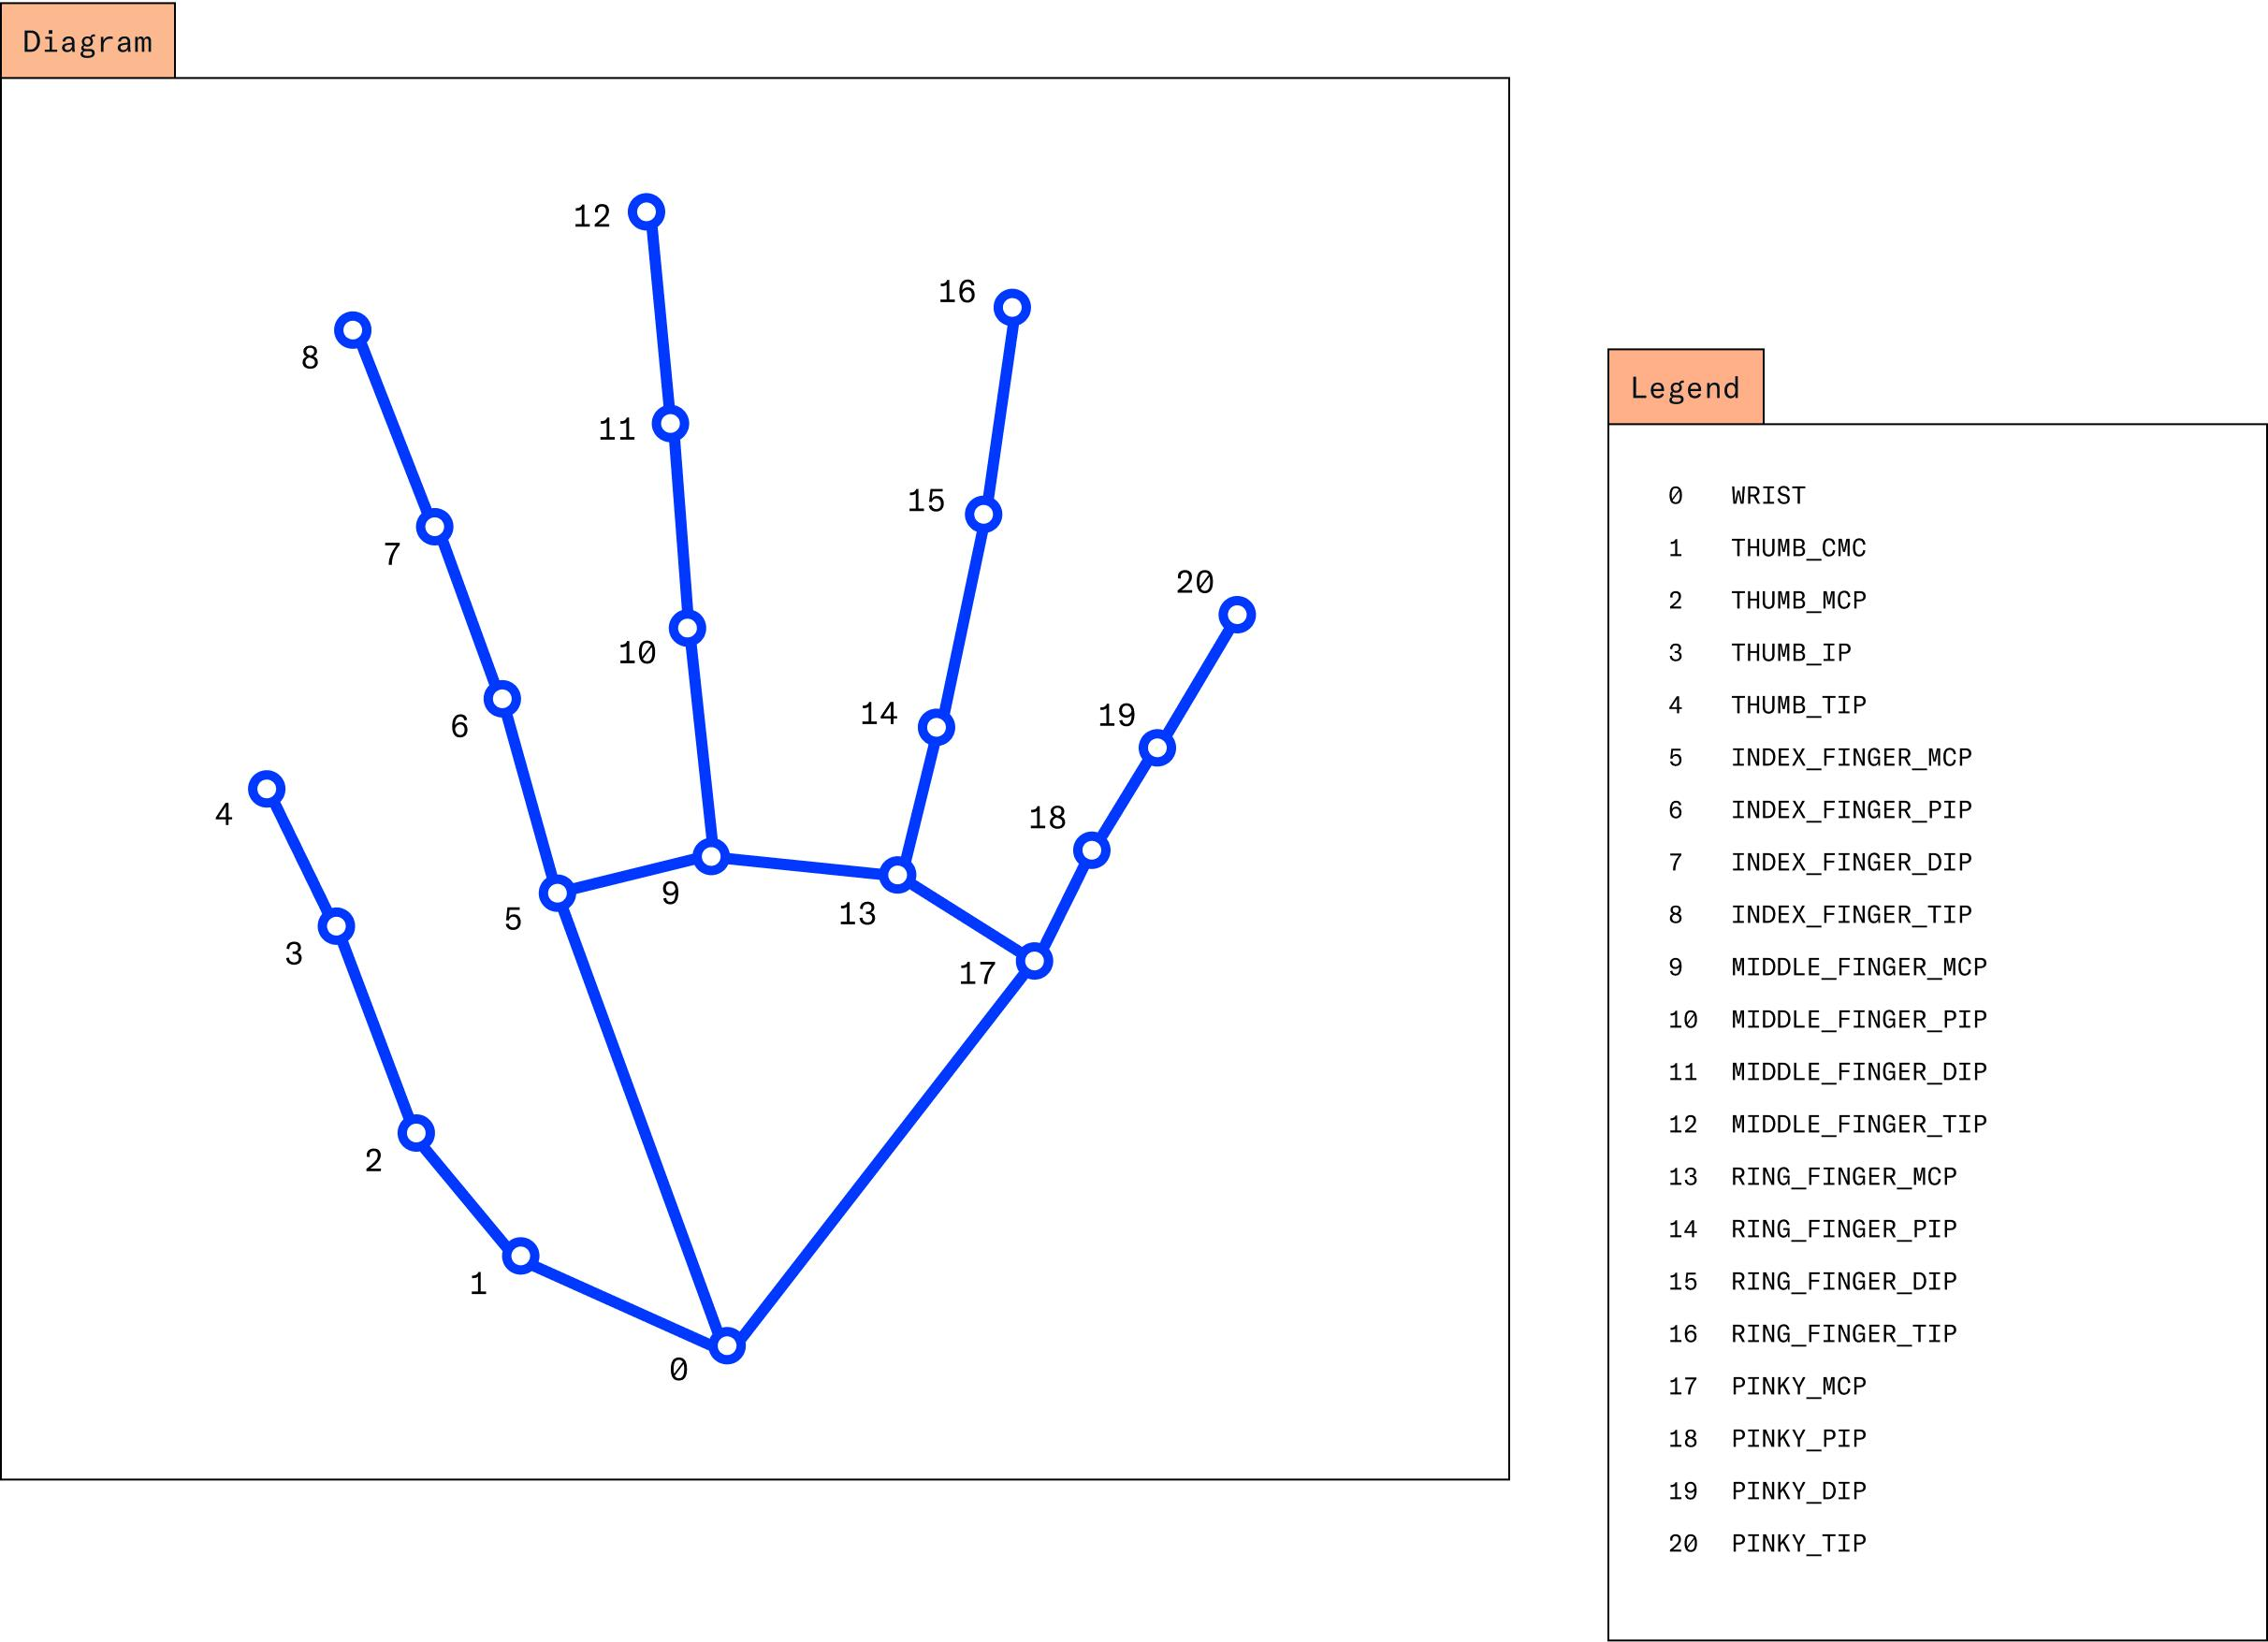 Diagram
12
16
8
11
15
7
20
10
6
14
19
4
18
9
5
13
3
17
2
1
0
Legend
0 WRIST
1 THUMB_CMC
2 THUMB_MCP
3 THUMB_IP
4 THUMB_TIP
5 INDEX_FINGER_MCP
6 INDEX_FINGER_PIP
7 INDEX_FINGER_DIP
8 INDEX_FINGER_TIP
9 MIDDLE_FINGER_MCP
10 MIDDLE_FINGER_PIP
11 MIDDLE_FINGER_DIP
12 MIDDLE_FINGER_TIP
13 RING_FINGER_MCP
14 RING_FINGER_PIP
15 RING_FINGER_DIP
16 RING_FINGER_TIP
17 PINKY_MCP
18 PINKY_PIP
19 PINKY_DIP
20 PINKY_TIP